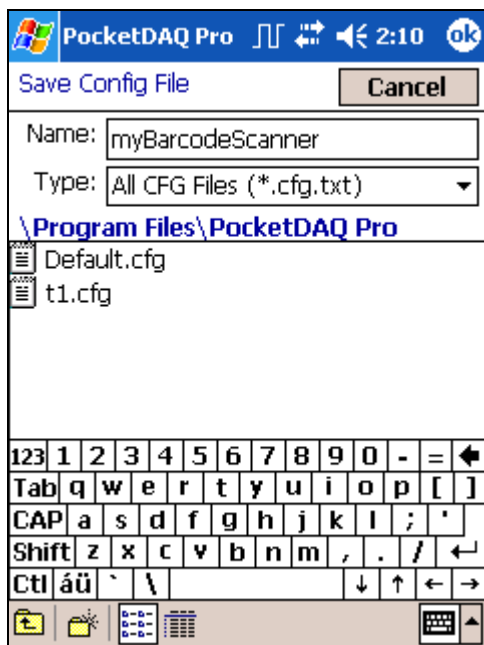 PocketDAQ Pro 2:10 ok
Save Config File Cancel
Name: myBarcodeScanner
Type: All CFG Files (*.cfg.txt)
\Program Files\PocketDAQ Pro
Default.cfg
t1.cfg
123 1 2 3 4 5 6 7 8 9 0 - =
Tab q w e r t y u i o p [ ]
CAP a s d f g h j k l ; '
Shift z x c v b n m , . /
Ctl áü ` \ ↓ ↑ ← →